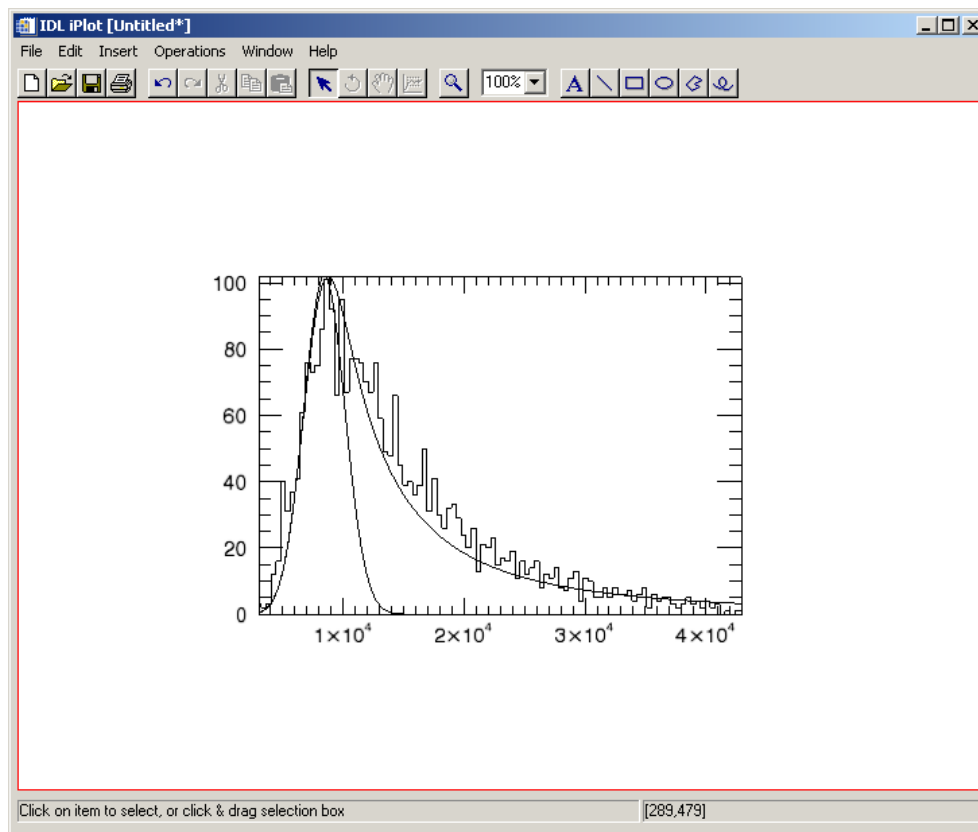 IDL iPlot [Untitled*]
File Edit Insert Operations Window Help
100%
A
100
80
60
40
20
0
1×10⁴ 2×10⁴ 3×10⁴ 4×10⁴
Click on item to select, or click & drag selection box [289,479]